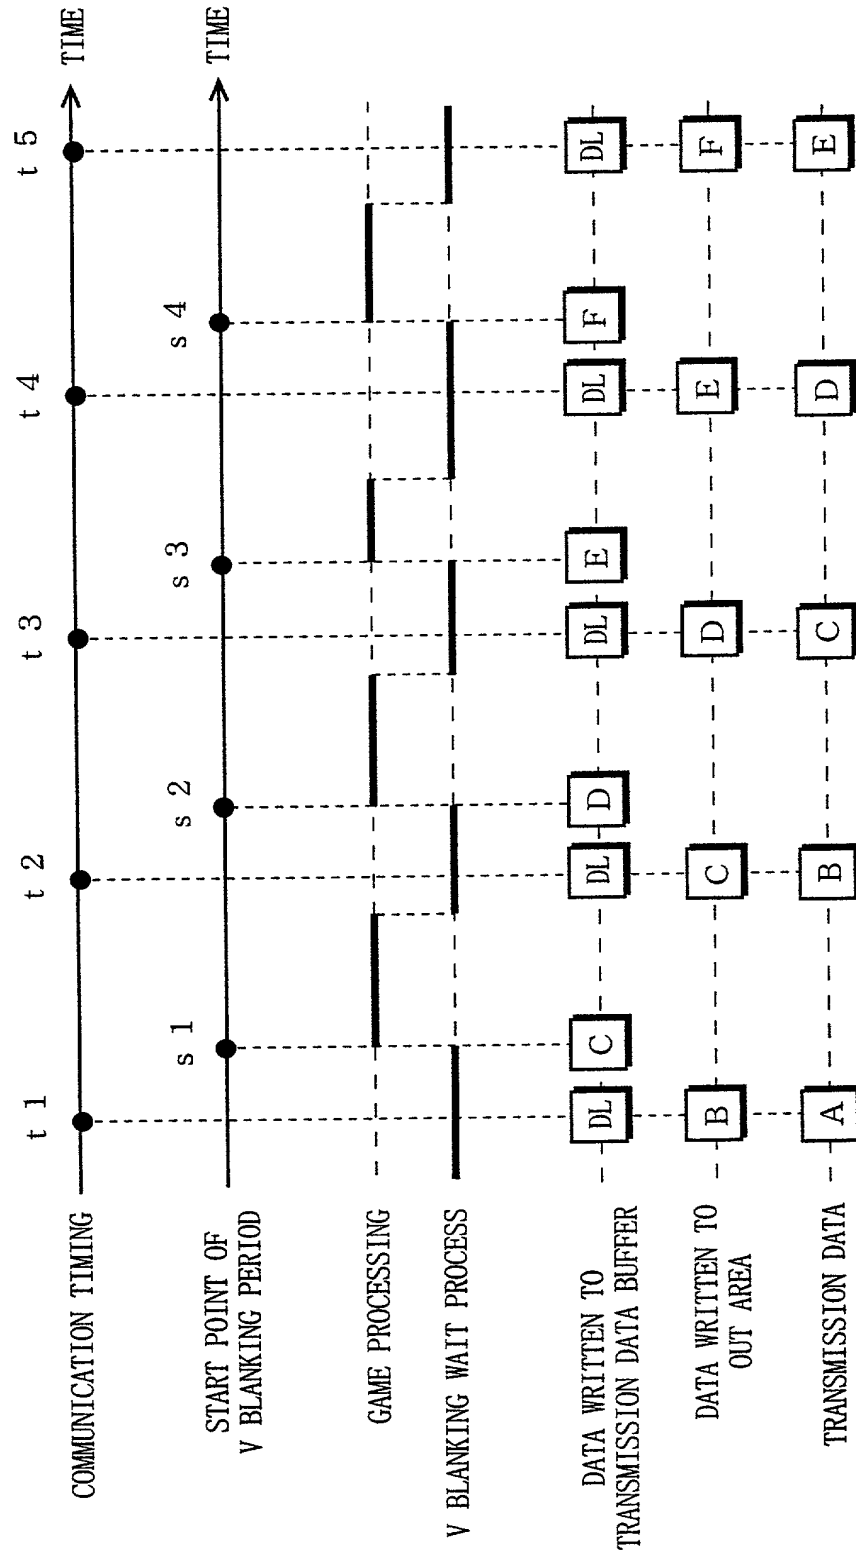 t 1
t 2
t 3
t 4
t 5
COMMUNICATION TIMING
TIME
s 1
s 2
s 3
s 4
START POINT OF
V BLANKING PERIOD
TIME
GAME PROCESSING
V BLANKING WAIT PROCESS
DATA WRITTEN TO
TRANSMISSION DATA BUFFER
DL
C
DL
D
DL
E
DL
F
DL
DATA WRITTEN TO
OUT AREA
B
C
D
E
F
TRANSMISSION DATA
A
B
C
D
E